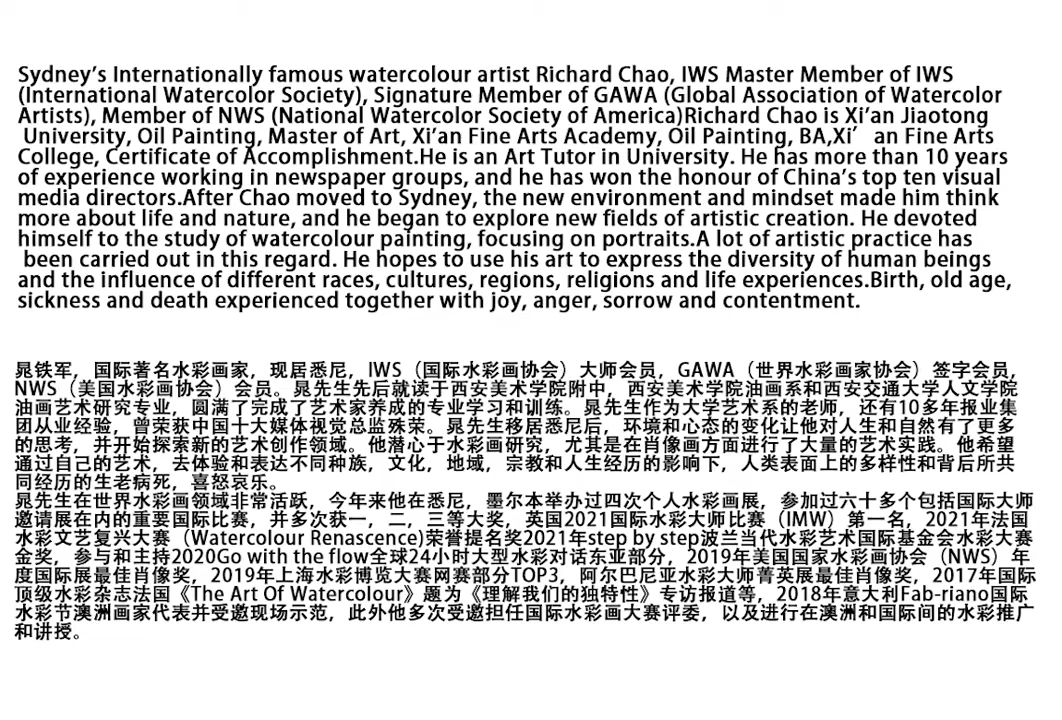 Sydney's Internationally famous watercolour artist Richard Chao, IWS Master Member of IWS
(International Watercolor Society), Signature Member of GAWA (Global Association of Watercolor
Artists), Member of NWS (National Watercolor Society of America)Richard Chao is Xi'an Jiaotong
University, Oil Painting, Master of Art, Xi'an Fine Arts Academy, Oil Painting, BA,Xi' an Fine Arts
College, Certificate of Accomplishment.He is an Art Tutor in University. He has more than 10 years
of experience working in newspaper groups, and he has won the honour of China's top ten visual
media directors.After Chao moved to Sydney, the new environment and mindset made him think
more about life and nature, and he began to explore new fields of artistic creation. He devoted
himself to the study of watercolour painting, focusing on portraits.A lot of artistic practice has
been carried out in this regard. He hopes to use his art to express the diversity of human beings
and the influence of different races, cultures, regions, religions and life experiences.Birth, old age,
sickness and death experienced together with joy, anger, sorrow and contentment.
晁铁军，国际著名水彩画家，现居悉尼，IWS（国际水彩画协会）大师会员，GAWA（世界水彩画家协会）签字会员，
NWS（美国水彩画协会）会员。晁先生先后就读于西安美术学院附中，西安美术学院油画系和西安交通大学人文学院
油画艺术研究专业，圆满了完成了艺术家养成的专业学习和训练。晁先生作为大学艺术系的老师，还有10多年报业集
团从业经验，曾荣获中国十大媒体视觉总监殊荣。晁先生移居悉尼后，环境和心态的变化让他对人生和自然有了更多
的思考，并开始探索新的艺术创作领域。他潜心于水彩画研究，尤其是在肖像画方面进行了大量的艺术实践。他希望
通过自己的艺术，去体验和表达不同种族，文化，地域，宗教和人生经历的影响下，人类表面上的多样性和背后所共
同经历的生老病死，喜怒哀乐。
晁先生在世界水彩画领域非常活跃，今年来他在悉尼，墨尔本举办过四次个人水彩画展，参加过六十多个包括国际大师
邀请展在内的重要国际比赛，并多次获一，二，三等大奖，英国2021国际水彩大师比赛（IMW）第一名，2021年法国
水彩文艺复兴大赛（Watercolour Renascence)荣誉提名奖2021年step by step波兰当代水彩艺术国际基金会水彩大赛
金奖，参与和主持2020Go with the flow全球24小时大型水彩对话东亚部分，2019年美国国家水彩画协会（NWS）年
度国际展最佳肖像奖，2019年上海水彩博览大赛网赛部分TOP3，阿尔巴尼亚水彩大师菁英展最佳肖像奖，2017年国际
顶级水彩杂志法国《The Art Of Watercolour》题为《理解我们的独特性》专访报道等，2018年意大利Fab-riano国际
水彩节澳洲画家代表并受邀现场示范，此外他多次受邀担任国际水彩画大赛评委，以及进行在澳洲和国际间的水彩推广
和讲授。